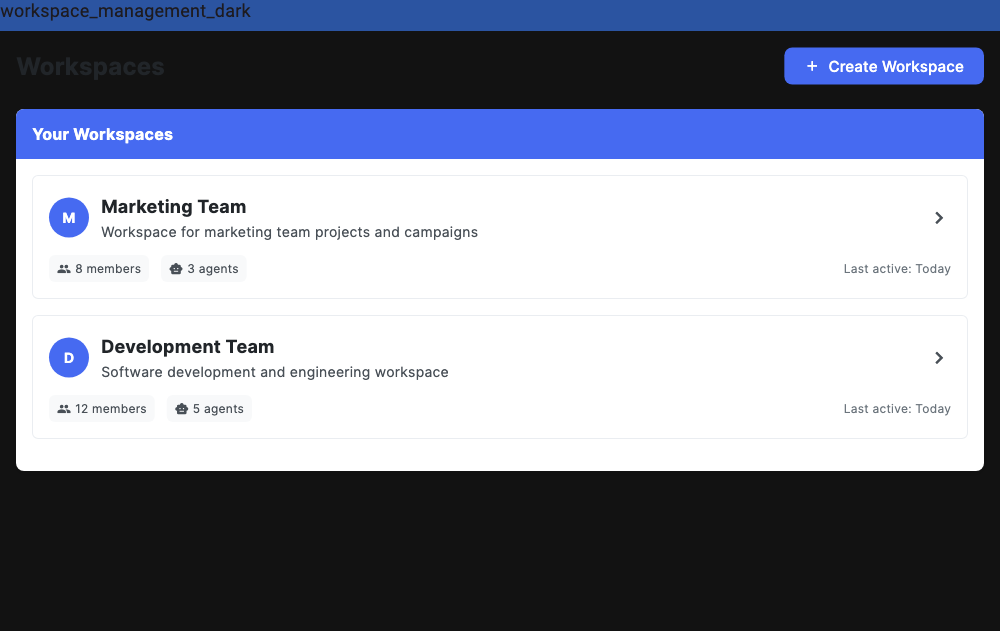 workspace_management_dark
Workspaces
+ Create Workspace
Your Workspaces
M
Marketing Team
Workspace for marketing team projects and campaigns
8 members
3 agents
Last active: Today
D
Development Team
Software development and engineering workspace
12 members
5 agents
Last active: Today